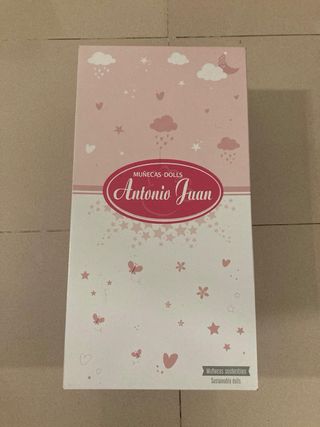 MUÑECAS-DOLLS
Antonio Juan
Muñecas sostenibles
Sustainable dolls